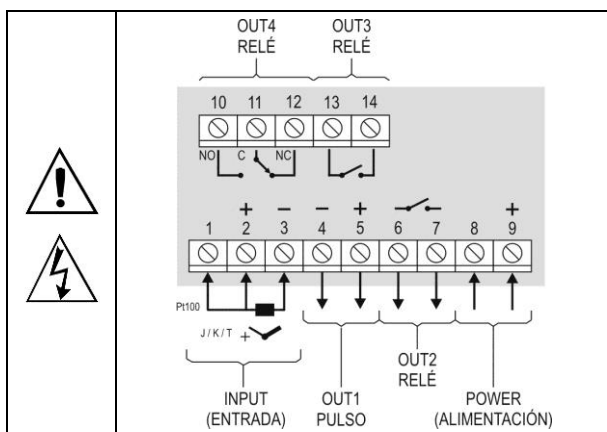 OUT4 OUT3
RELÉ RELÉ
10 11 12 13 14
NO C NC
+ − − + +
1 2 3 4 5 6 7 8 9
Pt100
J / K / T +
OUT2
RELÉ
INPUT OUT1 POWER
(ENTRADA) PULSO (ALIMENTACIÓN)